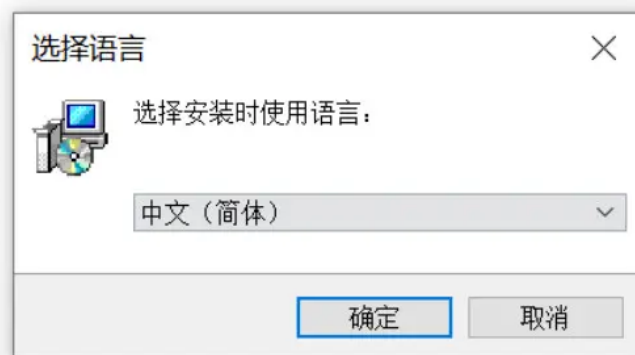 选择语言
选择安装时使用语言：
中文（简体）
确定
取消